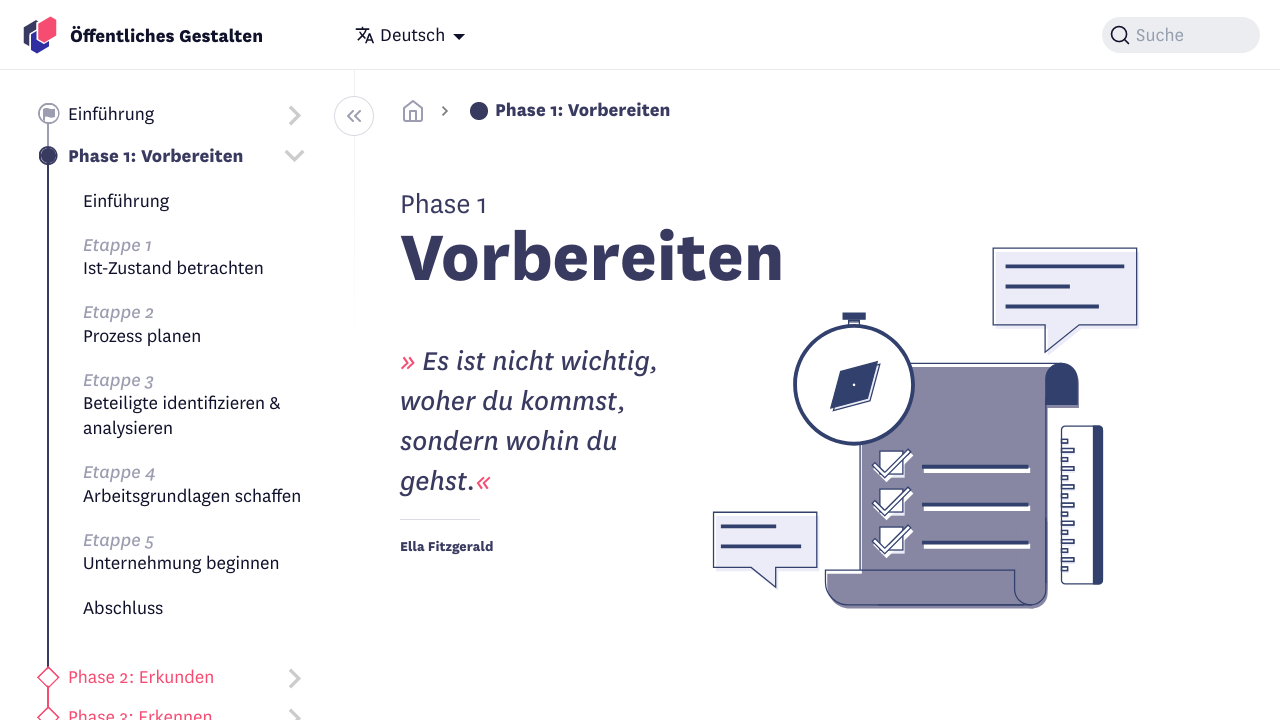 Öffentliches Gestalten
Deutsch
Suche
Einführung
Phase 1: Vorbereiten
Einführung
Etappe 1
Ist-Zustand betrachten
Etappe 2
Prozess planen
Etappe 3
Beteiligte identifizieren &
analysieren
Etappe 4
Arbeitsgrundlagen schaffen
Etappe 5
Unternehmung beginnen
Abschluss
Phase 2: Erkunden
Phase 3: Erkennen
Phase 1: Vorbereiten
Phase 1
Vorbereiten
» Es ist nicht wichtig,
woher du kommst,
sondern wohin du
gehst.«
Ella Fitzgerald